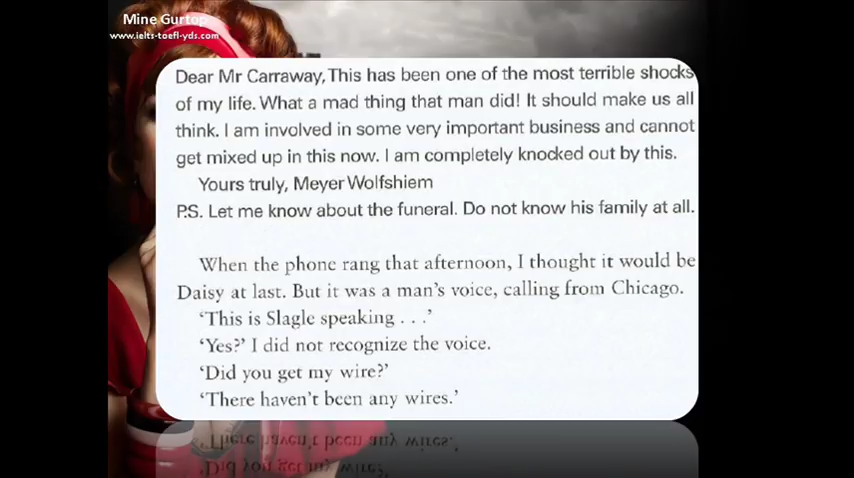 Mine Gurtop
www.ielts-toefl-yds.com
Dear Mr Carraway, This has been one of the most terrible shocks
of my life. What a mad thing that man did! It should make us all
think. I am involved in some very important business and cannot
get mixed up in this now. I am completely knocked out by this.
Yours truly, Meyer Wolfshiem
P.S. Let me know about the funeral. Do not know his family at all.
When the phone rang that afternoon, I thought it would be
Daisy at last. But it was a man's voice, calling from Chicago.
‘This is Slagle speaking . . .’
‘Yes?’ I did not recognize the voice.
‘Did you get my wire?’
‘There haven't been any wires.’